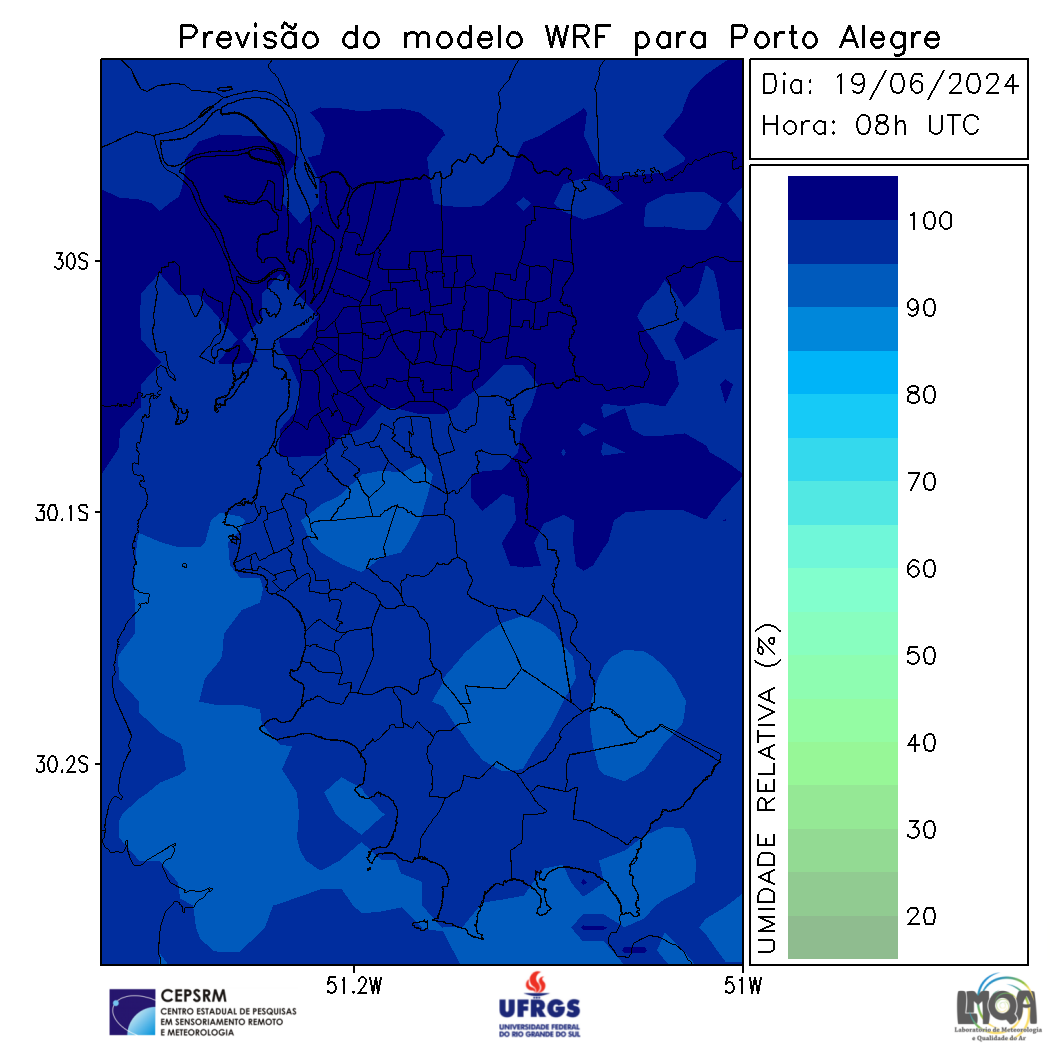 Previsão do modelo WRF para Porto Alegre
Dia: 19/06/2024
Hora: 08h UTC
30S
30.1S
30.2S
51.2W
51W
UMIDADE RELATIVA (%)
100
90
80
70
60
50
40
30
20
CEPSRM
CENTRO ESTADUAL DE PESQUISAS
EM SENSORIAMENTO REMOTO
E METEOROLOGIA
UFRGS
UNIVERSIDADE FEDERAL
DO RIO GRANDE DO SUL
LMQA
Laboratório de Meteorologia
e Qualidade do Ar